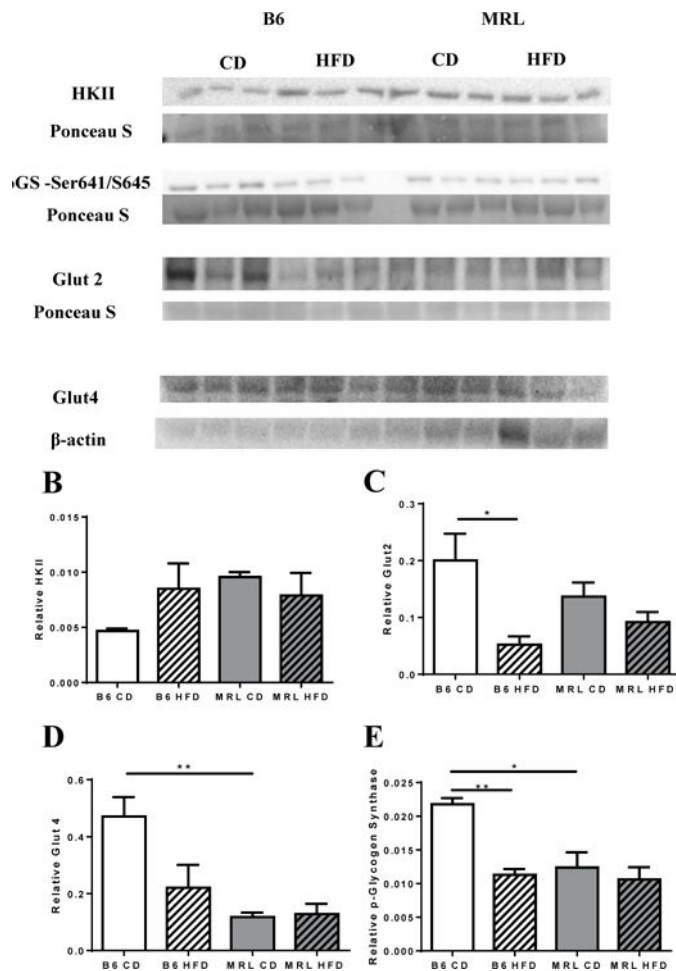 B6 MRL
CD HFD CD HFD
HKII
Ponceau S
pGS -Ser641/S645
Ponceau S
Glut 2
Ponceau S
Glut4
β-actin
B
Relative HKII
0.015
0.010
0.005
0.000
B6 CD B6 HFD MRL CD MRL HFD
C
Relative Glut2
*
0.3
0.2
0.1
0.0
B6 CD B6 HFD MRL CD MRL HFD
D
Relative Glut 4
**
0.6
0.4
0.2
0.0
B6 CD B6 HFD MRL CD MRL HFD
E
Relative p-Glycogen Synthase
*
**
0.025
0.020
0.015
0.010
0.005
0.000
B6 CD B6 HFD MRL CD MRL HFD